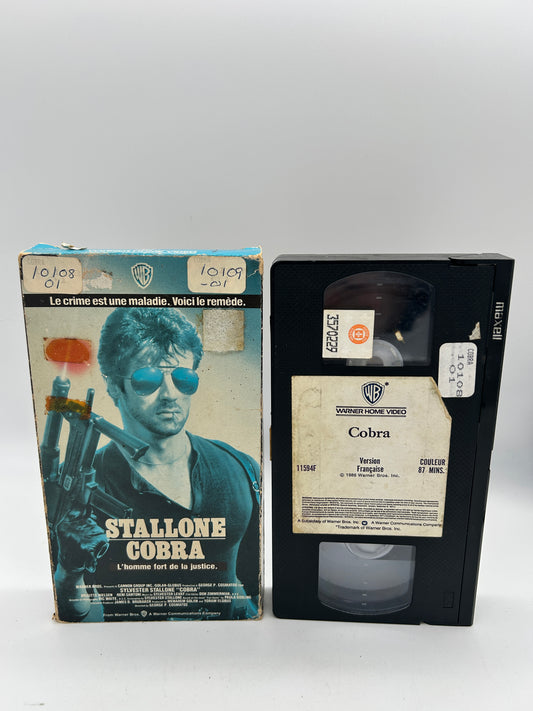 10108
01
WB
10109
-01
Le crime est une maladie. Voici le remède.
STALLONE
COBRA
L'homme fort de la justice.
SYLVESTER STALLONE "COBRA"
From Warner Bros. A Warner Communications Company
3570229
maxell
COBRA
10108
01
WB
WARNER HOME VIDEO
Cobra
Version
Française
11594F
COULEUR
87 MINS.
© 1986 Warner Bros. Inc.
A Subsidiary of Warner Bros. Inc. A Warner Communications Company
*Trademark of Warner Bros. Inc.